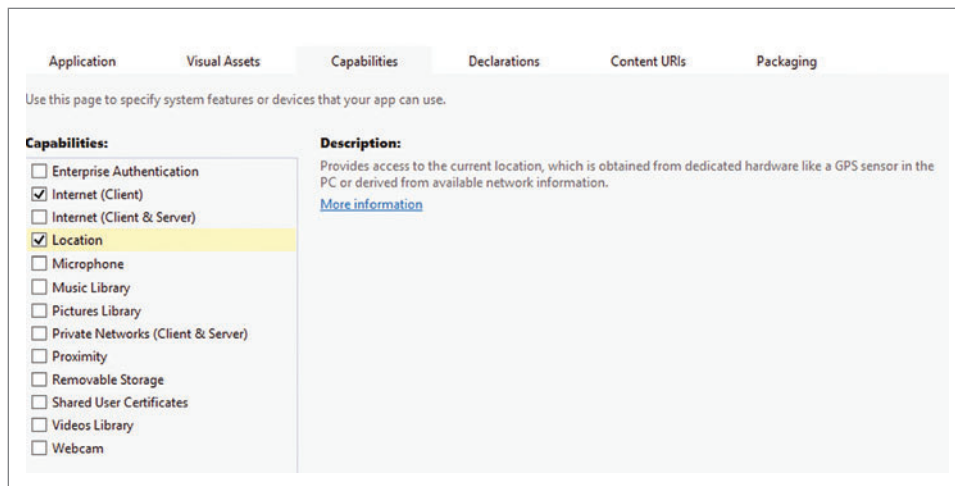 Application Visual Assets Capabilities Declarations Content URIs Packaging
Use this page to specify system features or devices that your app can use.
Capabilities:
Enterprise Authentication
Internet (Client)
Internet (Client & Server)
Location
Microphone
Music Library
Pictures Library
Private Networks (Client & Server)
Proximity
Removable Storage
Shared User Certificates
Videos Library
Webcam
Description:
Provides access to the current location, which is obtained from dedicated hardware like a GPS sensor in the
PC or derived from available network information.
More information